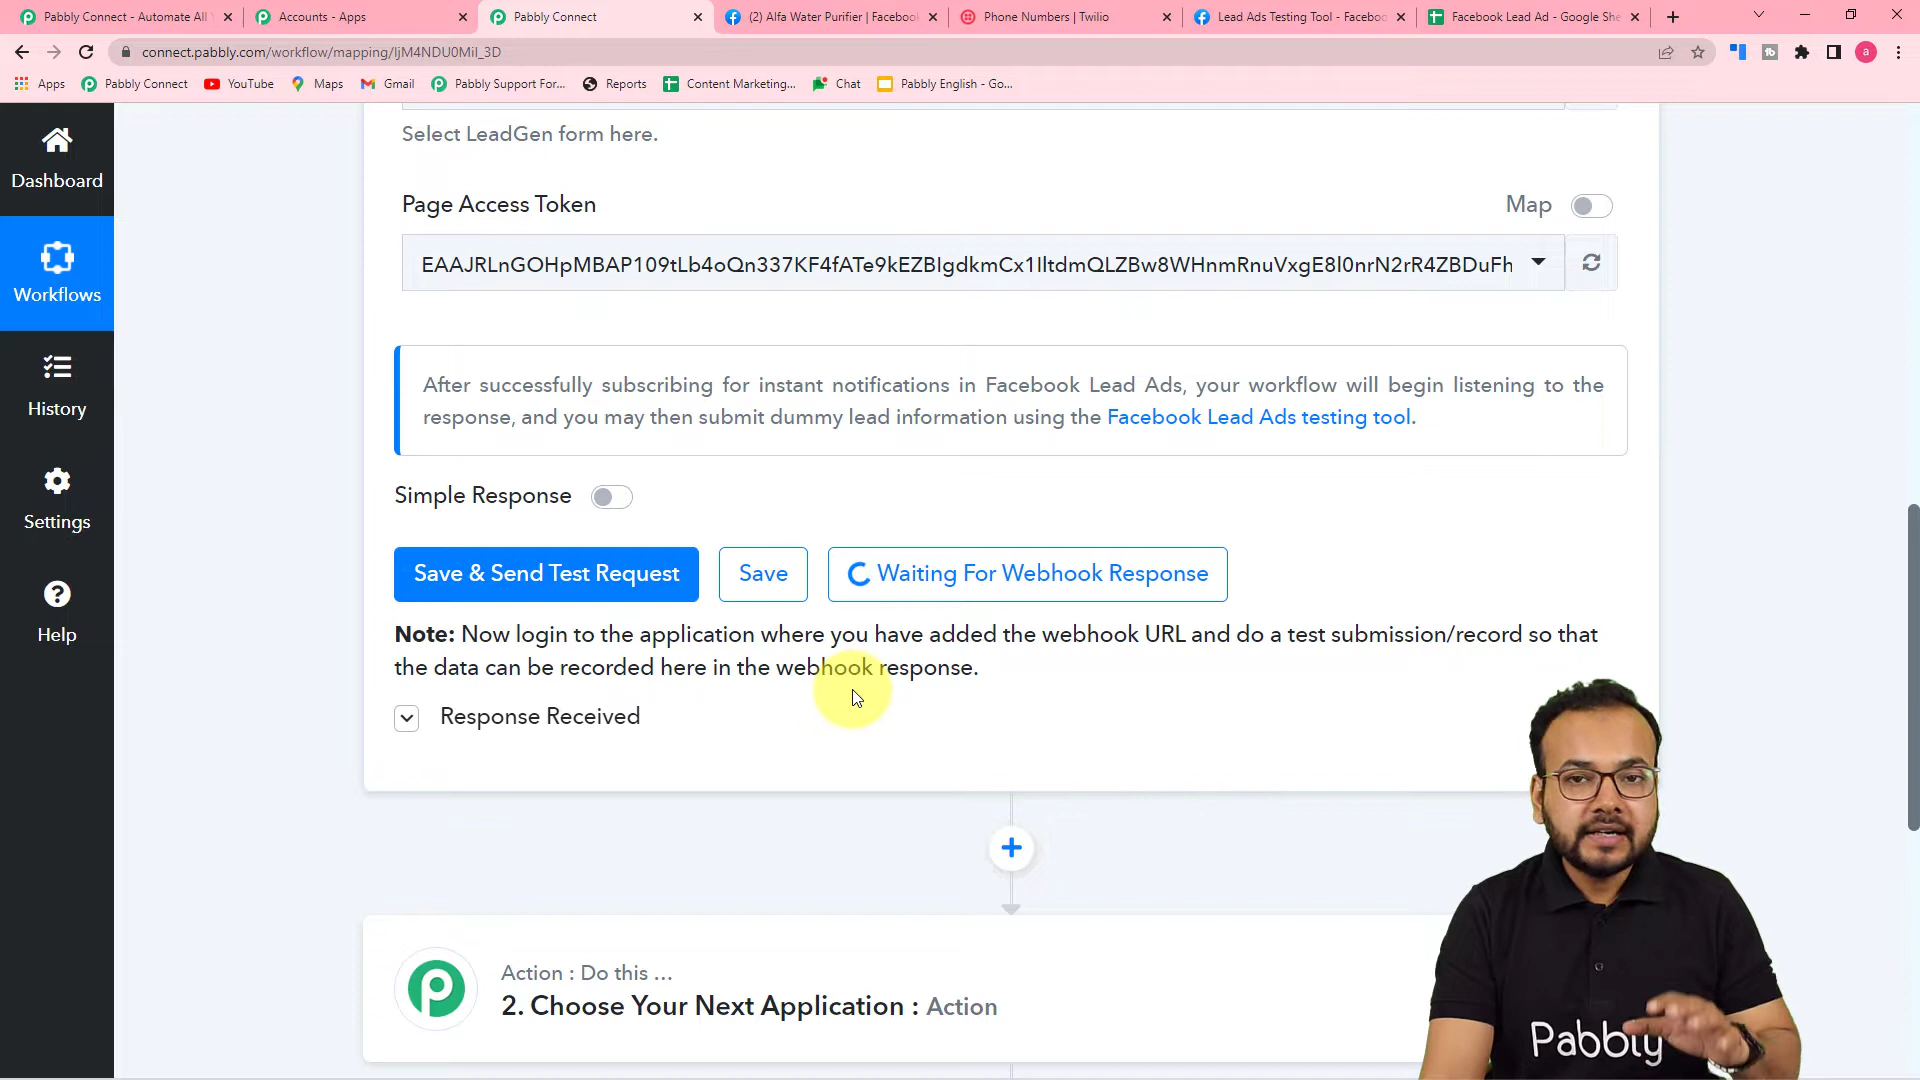 Pabbly Connect - Automate All
Accounts - Apps
Pabbly Connect
(2) Alfa Water Purifier | Facebook
Phone Numbers | Twilio
Lead Ads Testing Tool - Facebook
Facebook Lead Ad - Google She
connect.pabbly.com/workflow/mapping/IjM4NDU0MiI_3D
a
Apps
Pabbly Connect
YouTube
Maps
Gmail
Pabbly Support For...
Reports
Content Marketing...
Chat
Pabbly English - Go...
Dashboard
Workflows
History
Settings
Help
Select LeadGen form here.
Page Access Token
Map
EAAJRLnGOHpMBAP109tLb4oQn337KF4fATe9kEZBIgdkmCx1IltdmQLZBw8WHnmRnuVxgE8l0nrN2rR4ZBDuFh
After successfully subscribing for instant notifications in Facebook Lead Ads, your workflow will begin listening to the
response, and you may then submit dummy lead information using the Facebook Lead Ads testing tool.
Simple Response
Save & Send Test Request
Save
Waiting For Webhook Response
Note: Now login to the application where you have added the webhook URL and do a test submission/record so that
the data can be recorded here in the webhook response.
Response Received
Action : Do this ...
2. Choose Your Next Application : Action
Pabbly